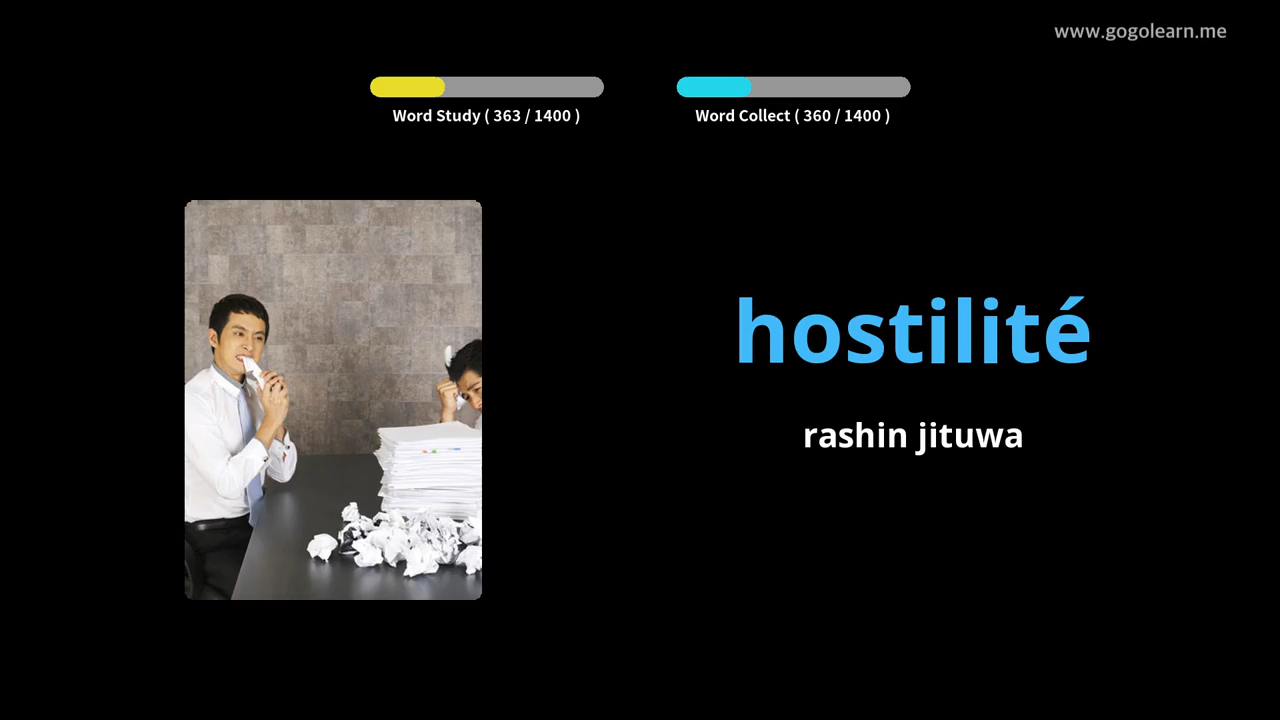 www.gogolearn.me
Word Study ( 363 / 1400 )
Word Collect ( 360 / 1400 )
hostilité
rashin jituwa